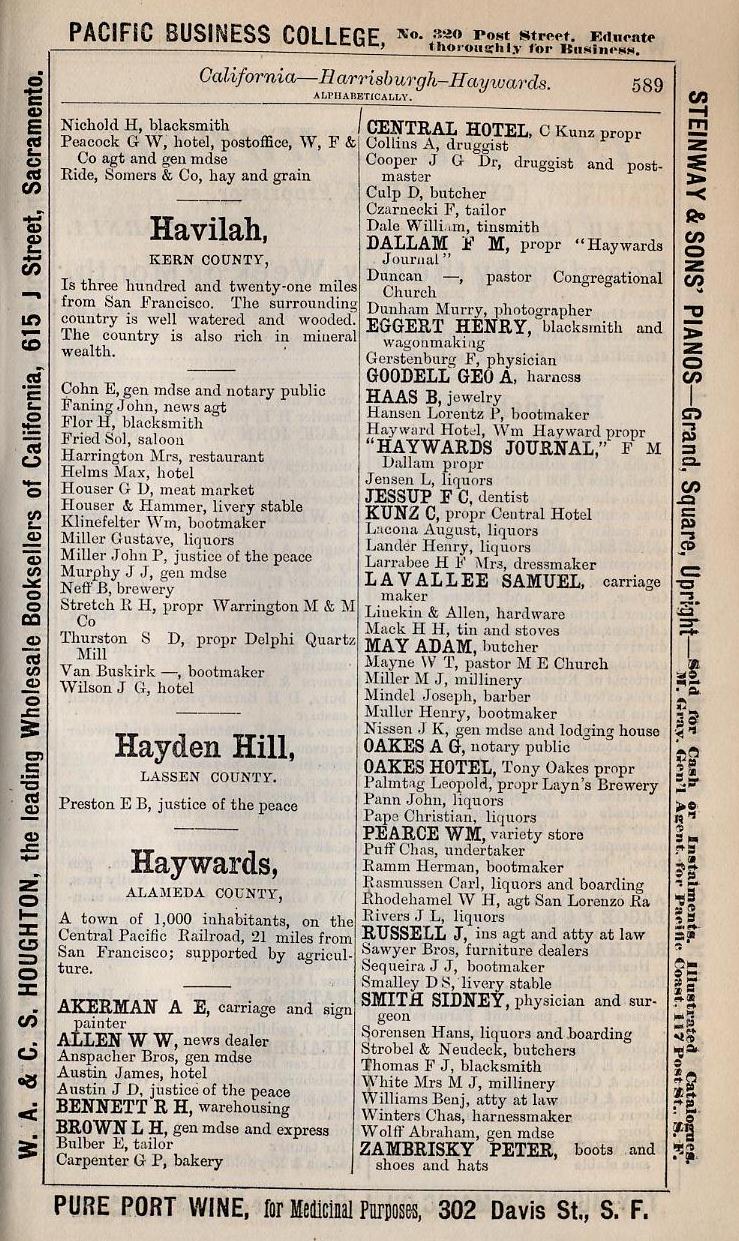 PACIFIC BUSINESS COLLEGE, No. 320 Post Street. Educate
thoroughly for Business.
California—Harrisburgh-Haywards. 589
ALPHABETICALLY.
Nichold H, blacksmith
Peacock G W, hotel, postoffice, W, F &
Co agt and gen mdse
Ride, Somers & Co, hay and grain
Havilah,
KERN COUNTY,
Is three hundred and twenty-one miles
from San Francisco. The surrounding
country is well watered and wooded.
The country is also rich in mineral
wealth.
Cohn E, gen mdse and notary public
Faning John, news agt
Flor H, blacksmith
Fried Sol, saloon
Harrington Mrs, restaurant
Helms Max, hotel
Houser G D, meat market
Houser & Hammer, livery stable
Klinefelter Wm, bootmaker
Miller Gustave, liquors
Miller John P, justice of the peace
Murphy J J, gen mdse
Neff B, brewery
Stretch R H, propr Warrington M & M
Co
Thurston S D, propr Delphi Quartz
Mill
Van Buskirk —, bootmaker
Wilson J G, hotel
Hayden Hill,
LASSEN COUNTY.
Preston E B, justice of the peace
Haywards,
ALAMEDA COUNTY,
A town of 1,000 inhabitants, on the
Central Pacific Railroad, 21 miles from
San Francisco; supported by agricul-
ture.
AKERMAN A E, carriage and sign
painter
ALLEN W W, news dealer
Anspacher Bros, gen mdse
Austin James, hotel
Austin J D, justice of the peace
BENNETT R H, warehousing
BROWN L H, gen mdse and express
Bulber E, tailor
Carpenter G P, bakery
CENTRAL HOTEL, C Kunz propr
Collins A, druggist
Cooper J G Dr, druggist and post-
master
Culp D, butcher
Czarnecki F, tailor
Dale William, tinsmith
DALLAM F M, propr "Haywards
Journal"
Duncan —, pastor Congregational
Church
Dunham Murry, photographer
EGGERT HENRY, blacksmith and
wagonmaking
Gerstenburg F, physician
GOODELL GEO A, harness
HAAS B, jewelry
Hansen Lorentz P, bootmaker
Hayward Hotel, Wm Hayward propr
"HAYWARDS JOURNAL," F M
Dallam propr
Jensen L, liquors
JESSUP F C, dentist
KUNZ C, propr Central Hotel
Lacona August, liquors
Lander Henry, liquors
Larrabee H F Mrs, dressmaker
LAVALLEE SAMUEL, carriage
maker
Linekin & Allen, hardware
Mack H H, tin and stoves
MAY ADAM, butcher
Mayne W T, pastor M E Church
Miller M J, millinery
Mindel Joseph, barber
Muller Henry, bootmaker
Nissen J K, gen mdse and lodging house
OAKES A G, notary public
OAKES HOTEL, Tony Oakes propr
Palmtag Leopold, propr Layn's Brewery
Pann John, liquors
Pape Christian, liquors
PEARCE WM, variety store
Puff Chas, undertaker
Ramm Herman, bootmaker
Rasmussen Carl, liquors and boarding
Rhodehamel W H, agt San Lorenzo Ra
Rivers J L, liquors
RUSSELL J, ins agt and atty at law
Sawyer Bros, furniture dealers
Sequeira J J, bootmaker
Smalley D S, livery stable
SMITH SIDNEY, physician and sur-
geon
Sorensen Hans, liquors and boarding
Strobel & Neudeck, butchers
Thomas F J, blacksmith
White Mrs M J, millinery
Williams Benj, atty at law
Winters Chas, harnessmaker
Wolff Abraham, gen mdse
ZAMBRISKY PETER, boots and
shoes and hats
W. A. & C. S. HOUGHTON, the leading Wholesale Booksellers of California, 615 J Street, Sacramento.
STEINWAY & SONS' PIANOS—Grand, Square, Upright—Sold for Cash or Instalments. Illustrated Catalogues.
M. Gray, Gen'l Agent for Pacific Coast, 117 Post St., S. F.
PURE PORT WINE, for Medicinal Purposes, 302 Davis St., S. F.